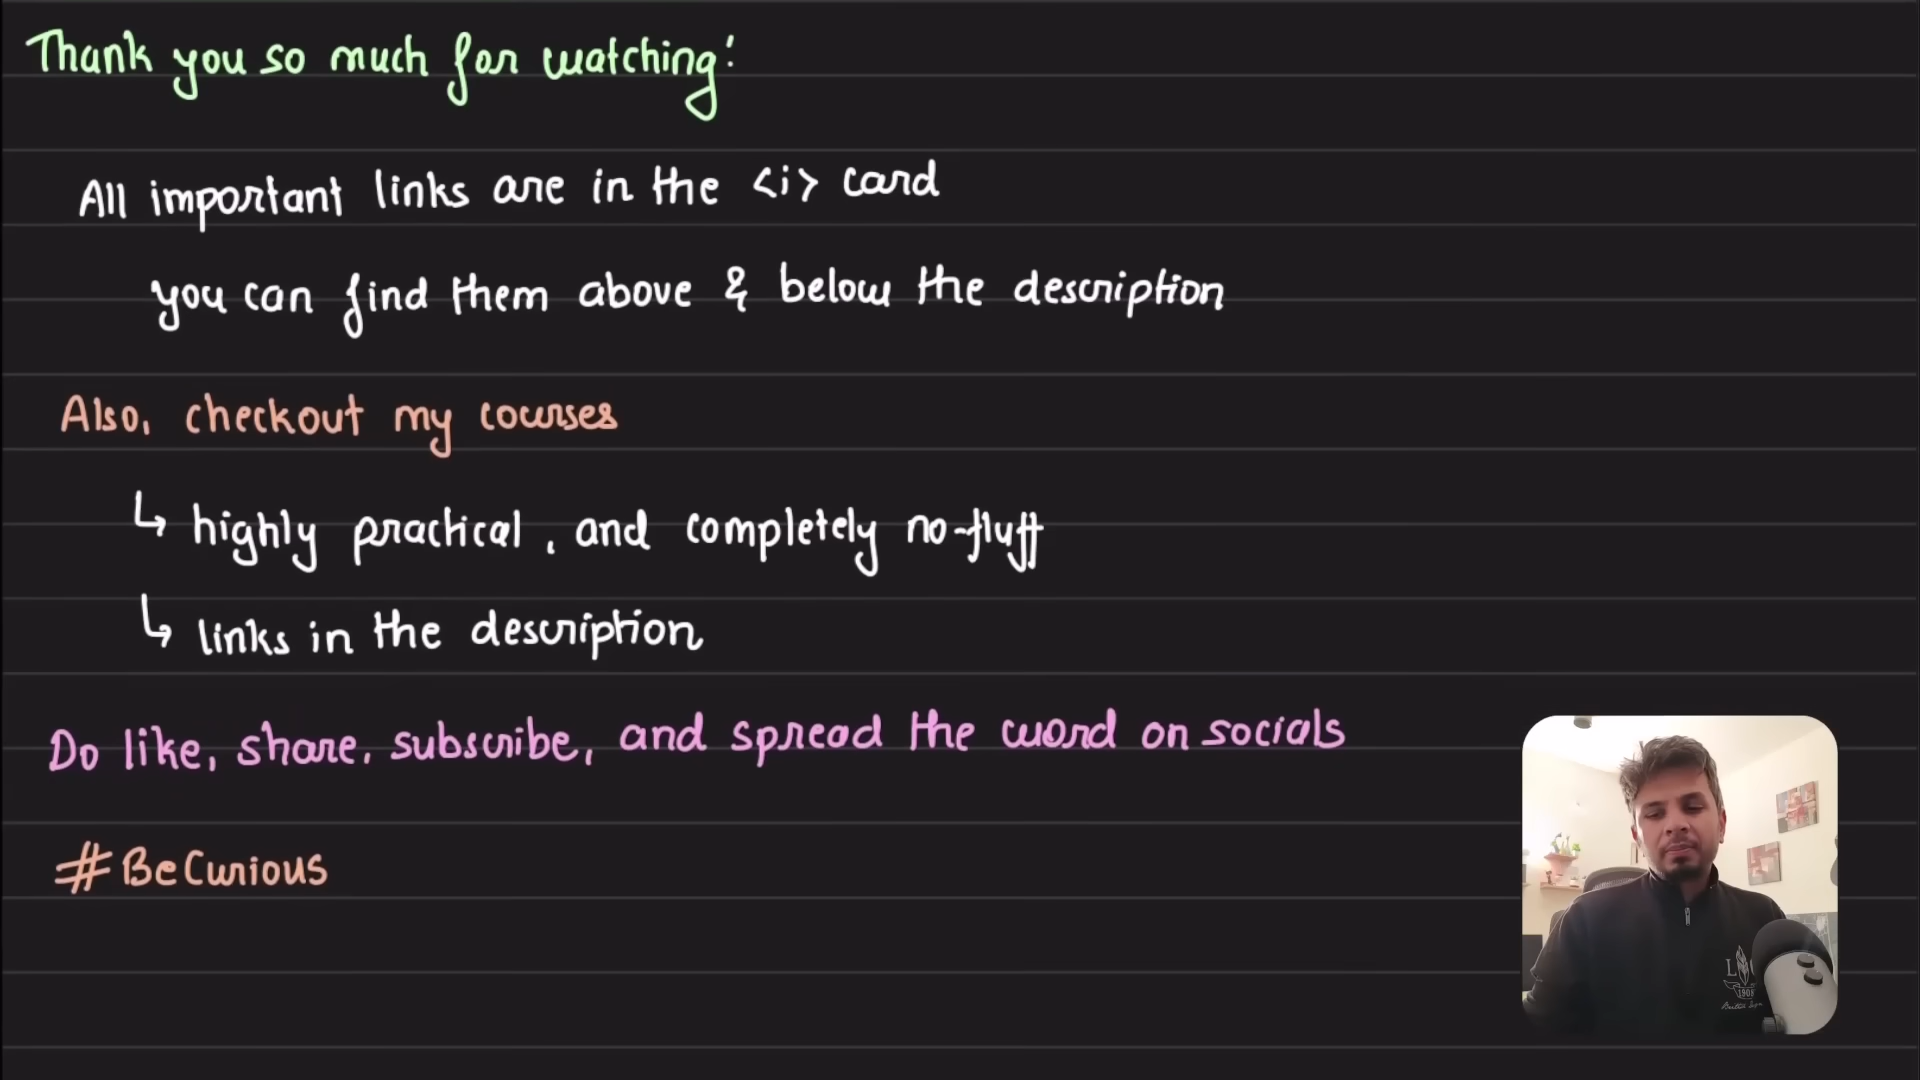 Thank you so much for watching!
All important links are in the <i> card
you can find them above & below the description
Also, checkout my courses
↳ highly practical, and completely no-fluff
↳ links in the description
Do like, share, subscribe, and spread the word on socials
#BeCurious
1908